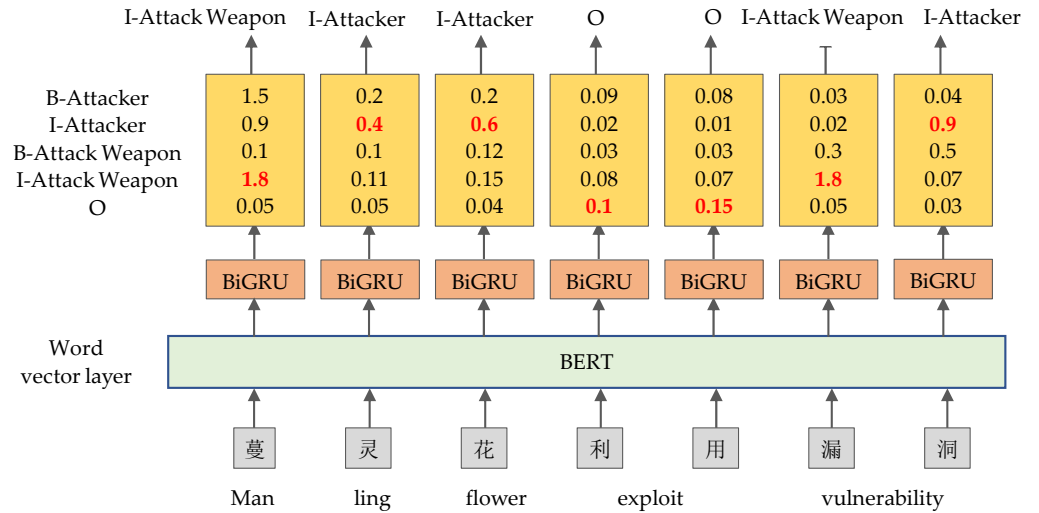 I-Attack Weapon I-Attacker I-Attacker O O I-Attack Weapon I-Attacker
B-Attacker 1.5 0.2 0.2 0.09 0.08 0.03 0.04
I-Attacker 0.9 0.4 0.6 0.02 0.01 0.02 0.9
B-Attack Weapon 0.1 0.1 0.12 0.03 0.03 0.3 0.5
I-Attack Weapon 1.8 0.11 0.15 0.08 0.07 1.8 0.07
O 0.05 0.05 0.04 0.1 0.15 0.05 0.03
BiGRU BiGRU BiGRU BiGRU BiGRU BiGRU BiGRU
Word
vector layer
BERT
蔓 灵 花 利 用 漏 洞
Man ling flower exploit vulnerability